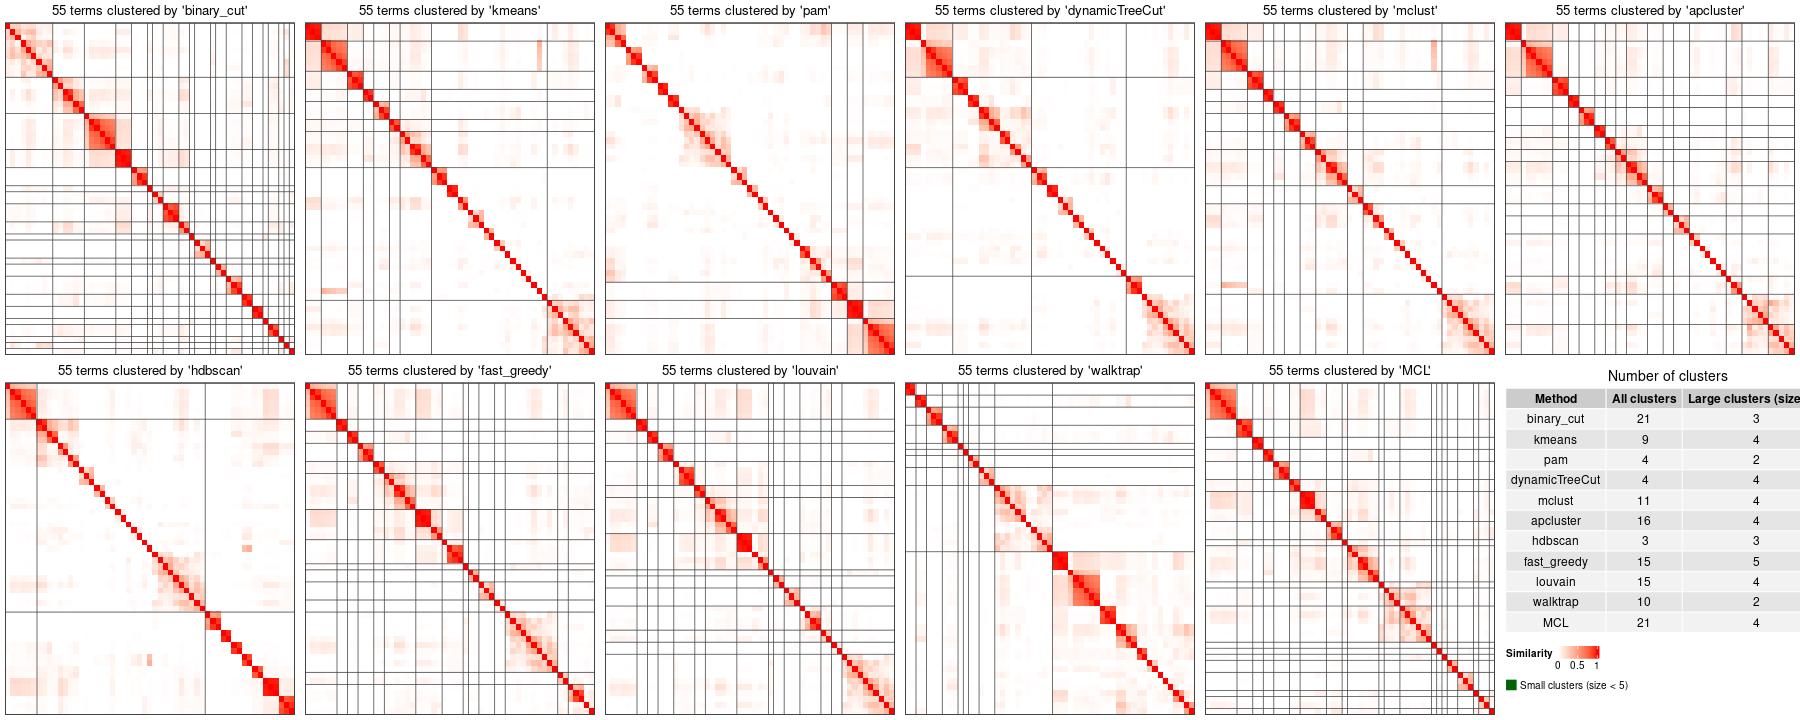 55 terms clustered by 'binary_cut'
55 terms clustered by 'kmeans'
55 terms clustered by 'pam'
55 terms clustered by 'dynamicTreeCut'
55 terms clustered by 'mclust'
55 terms clustered by 'apcluster'
55 terms clustered by 'hdbscan'
55 terms clustered by 'fast_greedy'
55 terms clustered by 'louvain'
55 terms clustered by 'walktrap'
55 terms clustered by 'MCL'
Number of clusters
Method All clusters Large clusters (size
binary_cut 21 3
kmeans 9 4
pam 4 2
dynamicTreeCut 4 4
mclust 11 4
apcluster 16 4
hdbscan 3 3
fast_greedy 15 5
louvain 15 4
walktrap 10 2
MCL 21 4
Similarity
0 0.5 1
Small clusters (size < 5)